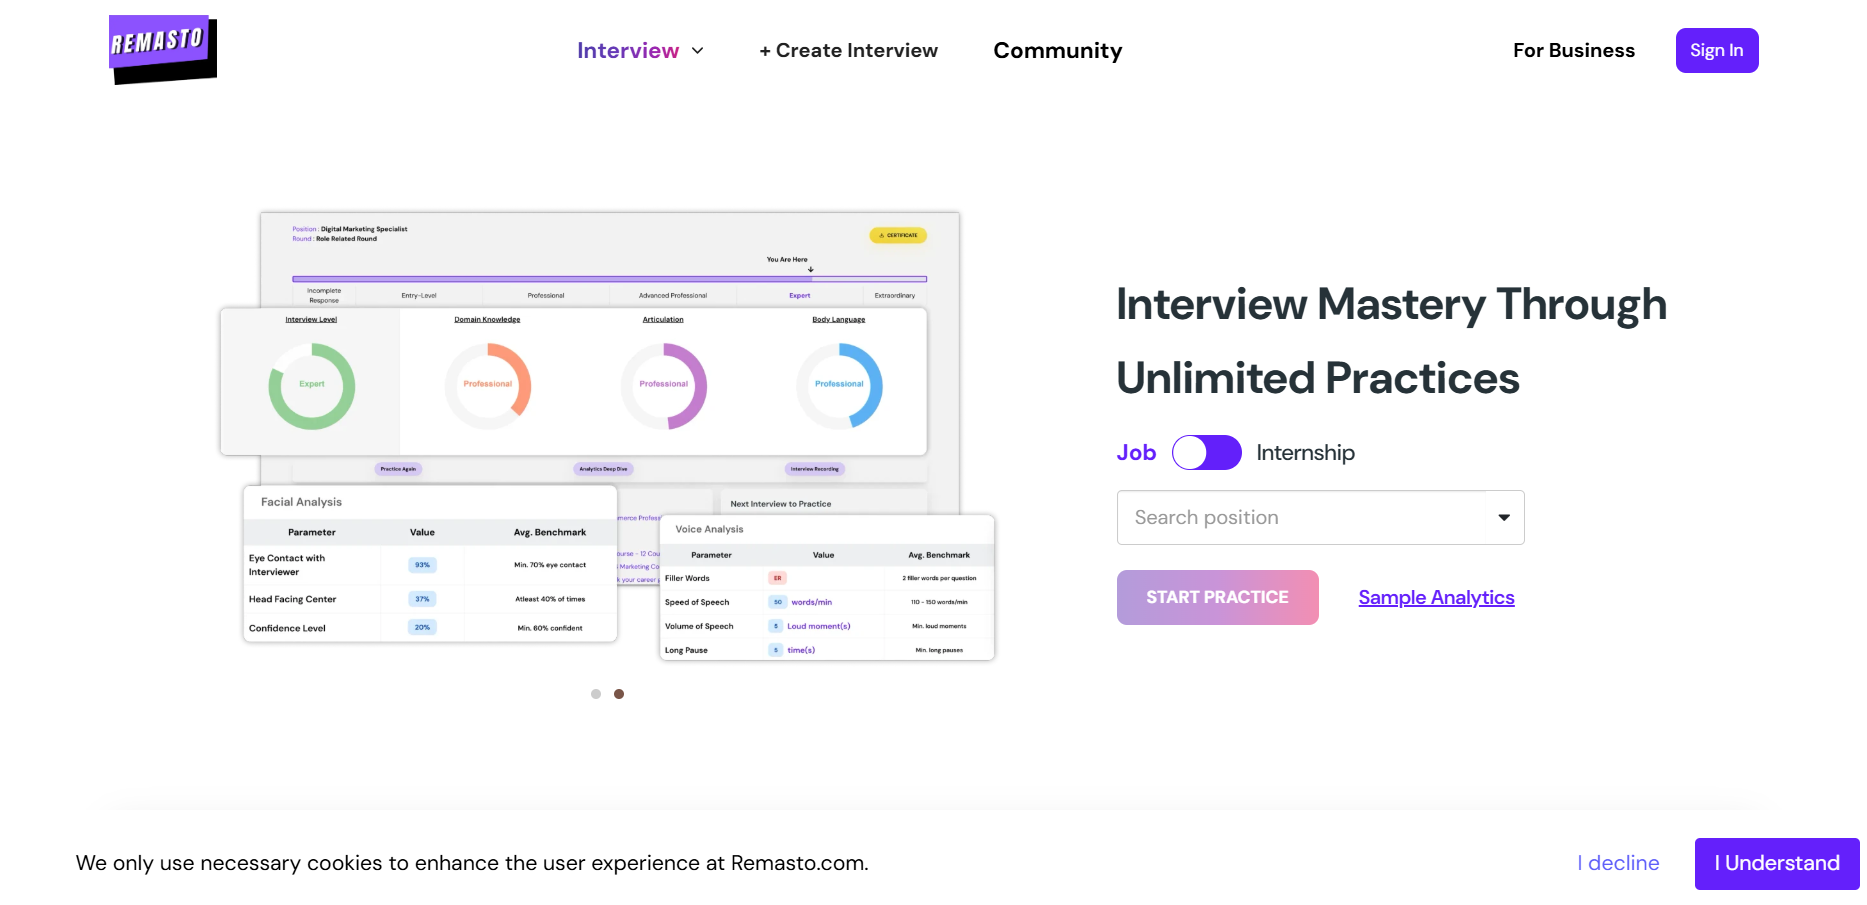 REMASTO
Interview
+ Create Interview
Community
For Business
Sign In
Position : Digital Marketing Specialist
Round : Role Related Round
CERTIFICATE
You Are Here
Incomplete
Response
Entry-Level
Professional
Advanced Professional
Expert
Extraordinary
Interview Level
Domain Knowledge
Articulation
Body Language
Expert
Professional
Professional
Professional
Practice Again
Analytics Deep Dive
Interview Recording
Facial Analysis
Parameter Value Avg. Benchmark
Eye Contact with
Interviewer
93%
Min. 70% eye contact
Head Facing Center 37% Atleast 40% of times
Confidence Level 20% Min. 60% confident
Next Interview to Practice
Voice Analysis
Parameter Value Avg. Benchmark
Filler Words ER 2 filler words per question
Speed of Speech 50 words/min 110 - 150 words/min
Volume of Speech 5 Loud moment(s) Min. loud moments
Long Pause 5 time(s) Min. long pauses
Interview Mastery Through
Unlimited Practices
Job Internship
Search position
START PRACTICE
Sample Analytics
We only use necessary cookies to enhance the user experience at Remasto.com.
I decline
I Understand